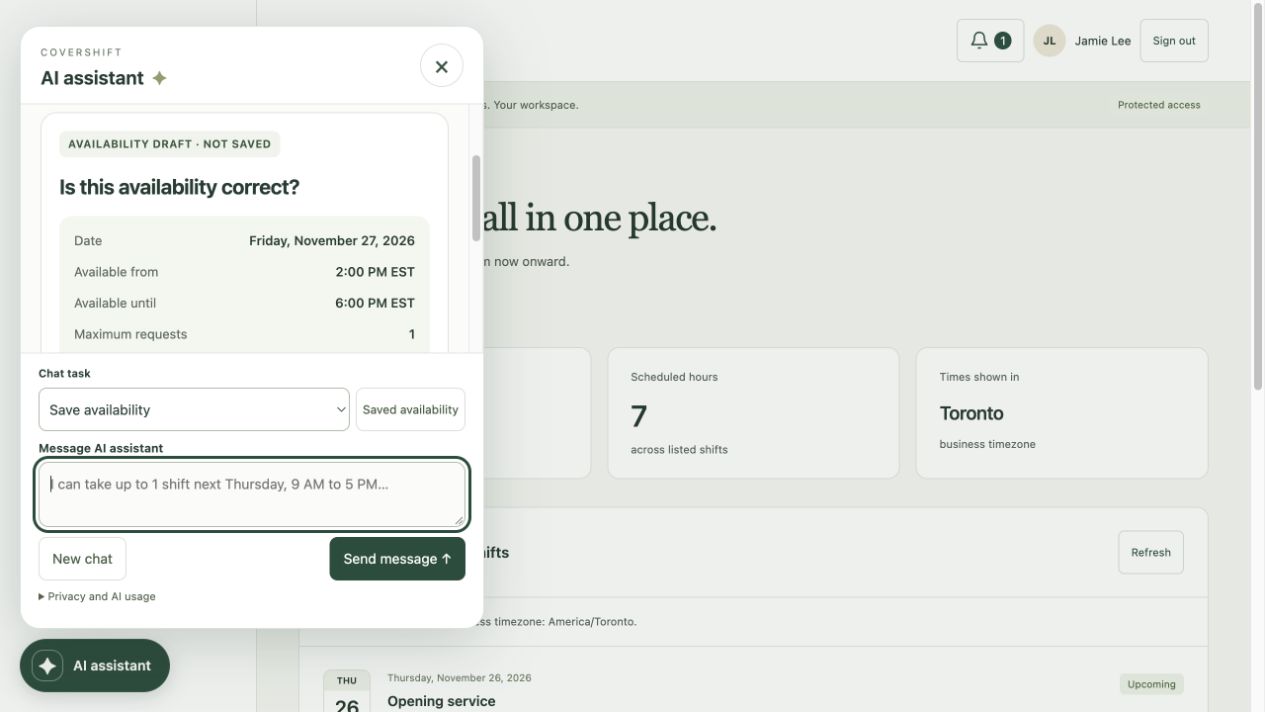 COVERSHIFT
AI assistant
AVAILABILITY DRAFT · NOT SAVED
Is this availability correct?
Date Friday, November 27, 2026
Available from 2:00 PM EST
Available until 6:00 PM EST
Maximum requests 1
Chat task
Save availability
Saved availability
Message AI assistant
I can take up to 1 shift next Thursday, 9 AM to 5 PM...
New chat
Send message ↑
Privacy and AI usage
AI assistant
1
JL
Jamie Lee
Sign out
s. Your workspace.
Protected access
all in one place.
now onward.
Scheduled hours
7
across listed shifts
Times shown in
Toronto
business timezone
ifts
Refresh
ss timezone: America/Toronto.
THU
26
Thursday, November 26, 2026
Opening service
Upcoming